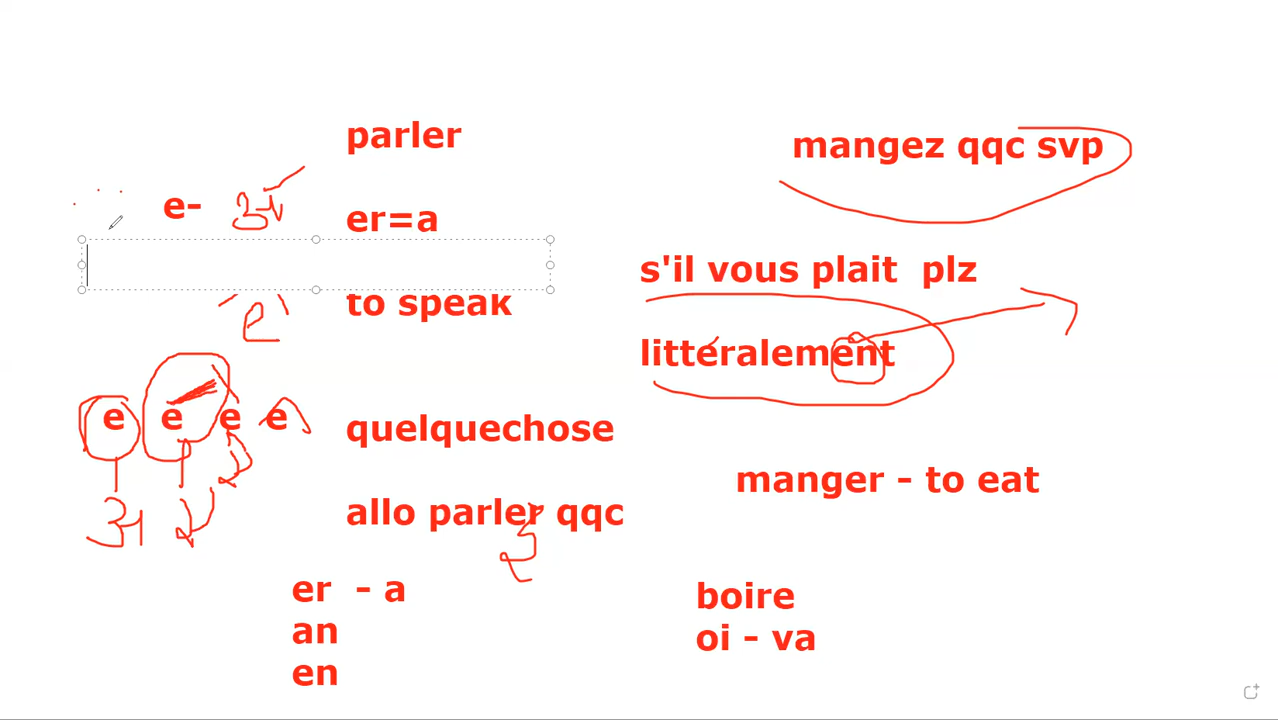 parler
mangez qqc svp
e-
er=a
s'il vous plait plz
to speak
littéralement
e e e e
quelquechose
manger - to eat
allo parler qqc
er - a
boire
an
oi - va
en